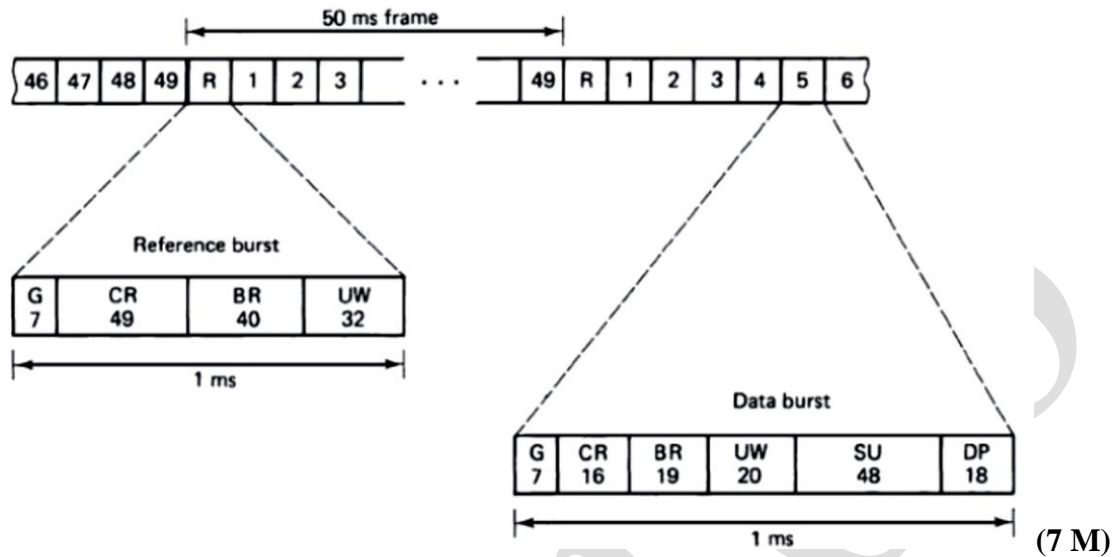 50 ms frame
46 47 48 49 R 1 2 3 . . . 49 R 1 2 3 4 5 6
Reference burst
G CR BR UW
7 49 40 32
1 ms
Data burst
G CR BR UW SU DP
7 16 19 20 48 18
1 ms
(7 M)